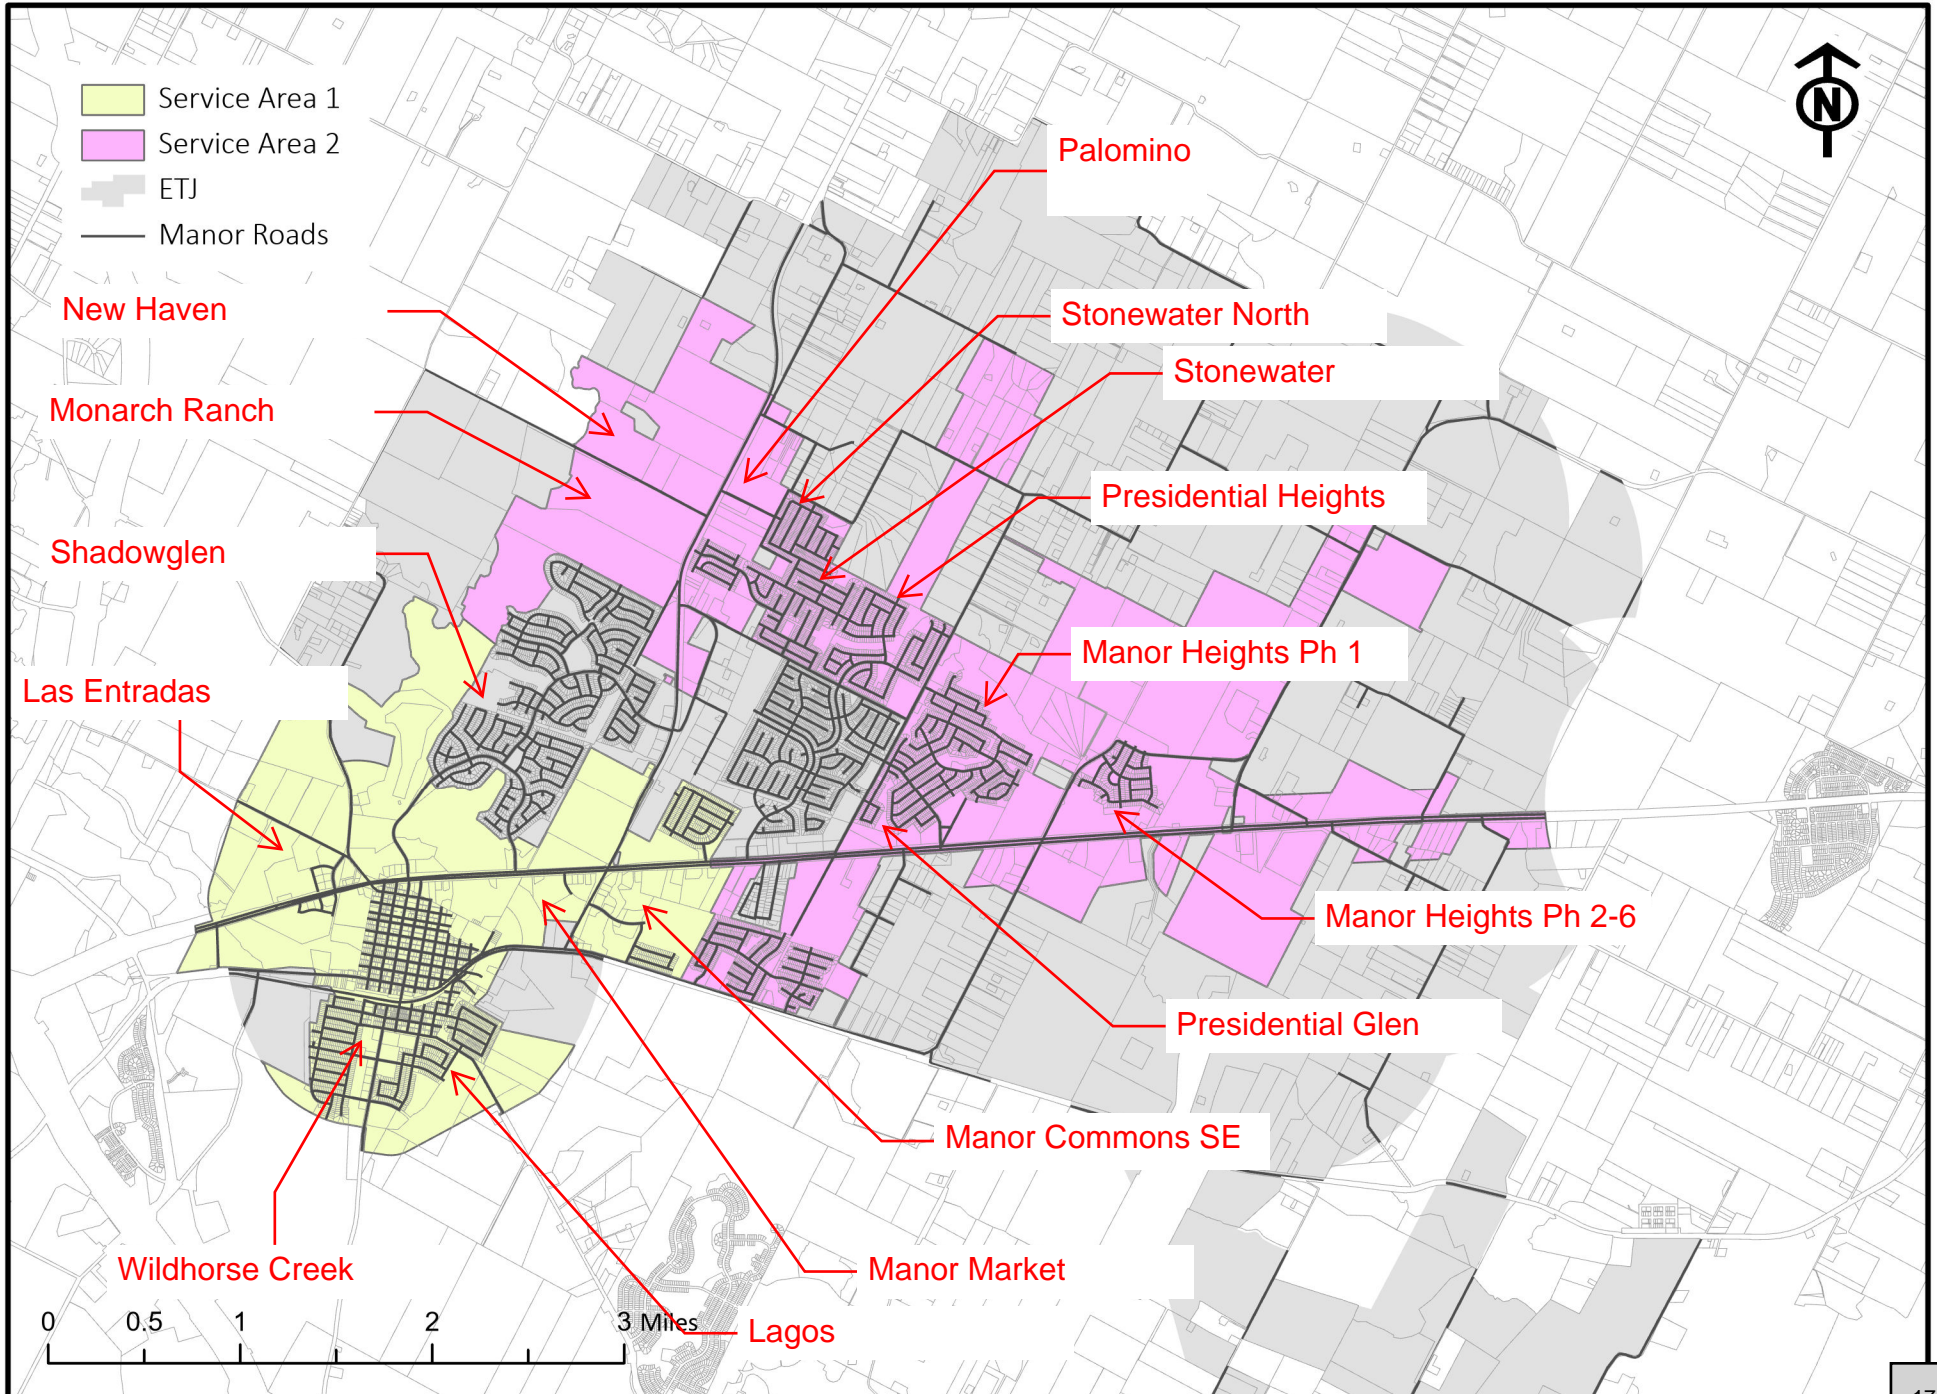 Service Area 1
Service Area 2
ETJ
Manor Roads
N
Palomino
New Haven
Stonewater North
Stonewater
Monarch Ranch
Presidential Heights
Shadowglen
Manor Heights Ph 1
Las Entradas
Manor Heights Ph 2-6
Presidential Glen
Manor Commons SE
Wildhorse Creek
Manor Market
Lagos
0 0.5 1 2 3 Miles
17